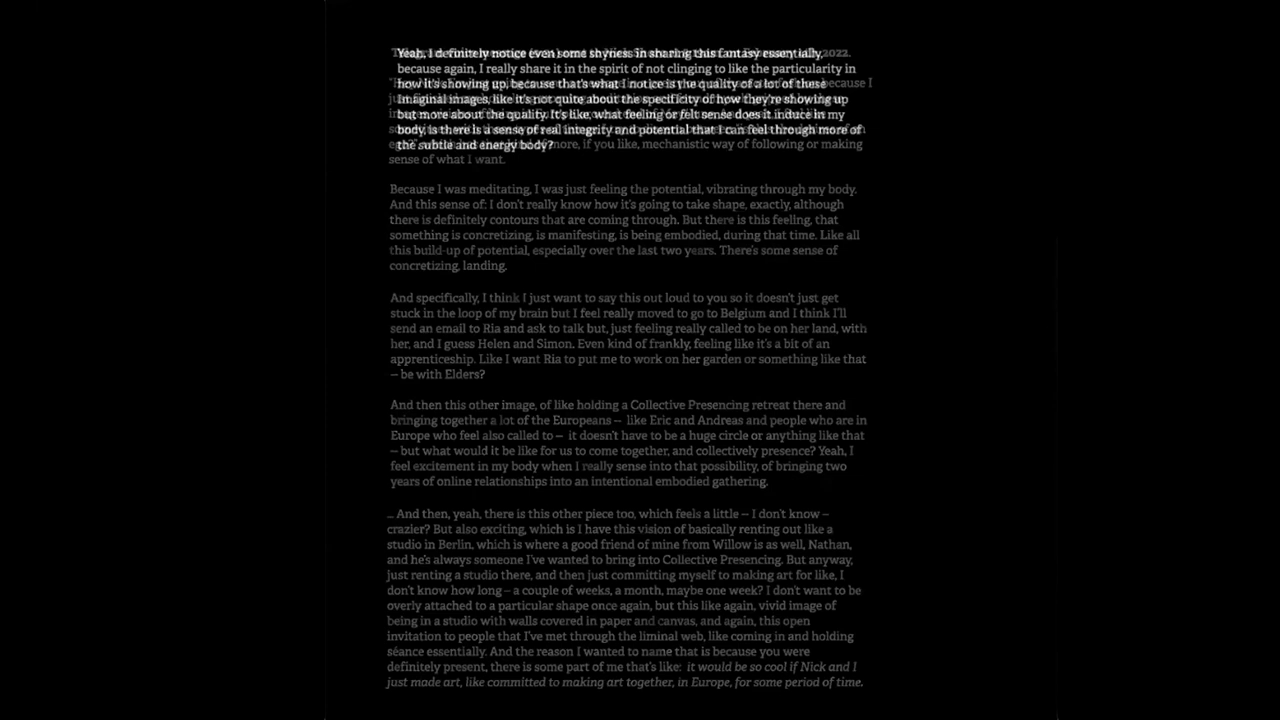 Yeah, I definitely notice even some shyness in sharing this fantasy essentially,
2022.
because again, I really share it in the spirit of not clinging to like the particularity in
how it's showing up, because that's what I notice is the quality of a lot of these
because I
imaginal images, like it's not quite about the specificity of how they're showing up
but more about the quality. It's like, what feeling or felt sense does it induce in my
body, is there is a sense of real integrity and potential that I can feel through more of
the subtle and energy body?
more, if you like, mechanistic way of following or making
sense of what I want.
Because I was meditating, I was just feeling the potential, vibrating through my body.
And this sense of: I don't really know how it's going to take shape, exactly, although
there is definitely contours that are coming through. But there is this feeling, that
something is concretizing, is manifesting, is being embodied, during that time. Like all
this build-up of potential, especially over the last two years. There's some sense of
concretizing, landing.
And specifically, I think I just want to say this out loud to you so it doesn't just get
stuck in the loop of my brain but I feel really moved to go to Belgium and I think I'll
send an email to Ria and ask to talk but, just feeling really called to be on her land, with
her, and I guess Helen and Simon. Even kind of frankly, feeling like it's a bit of an
apprenticeship. Like I want Ria to put me to work on her garden or something like that
— be with Elders?
And then this other image, of like holding a Collective Presencing retreat there and
bringing together a lot of the Europeans — like Eric and Andreas and people who are in
Europe who feel also called to — it doesn't have to be a huge circle or anything like that
— but what would it be like for us to come together, and collectively presence? Yeah, I
feel excitement in my body when I really sense into that possibility, of bringing two
years of online relationships into an intentional embodied gathering.
... And then, yeah, there is this other piece too, which feels a little — I don't know —
crazier? But also exciting, which is I have this vision of basically renting out like a
studio in Berlin, which is where a good friend of mine from Willow is as well, Nathan,
and he's always someone I've wanted to bring into Collective Presencing. But anyway,
just renting a studio there, and then just committing myself to making art for like, I
don't know how long – a couple of weeks, a month, maybe one week? I don't want to be
overly attached to a particular shape once again, but this like again, vivid image of
being in a studio with walls covered in paper and canvas, and again, this open
invitation to people that I've met through the liminal web, like coming in and holding
séance essentially. And the reason I wanted to name that is because you were
definitely present, there is some part of me that's like: it would be so cool if Nick and I
just made art, like committed to making art together, in Europe, for some period of time.